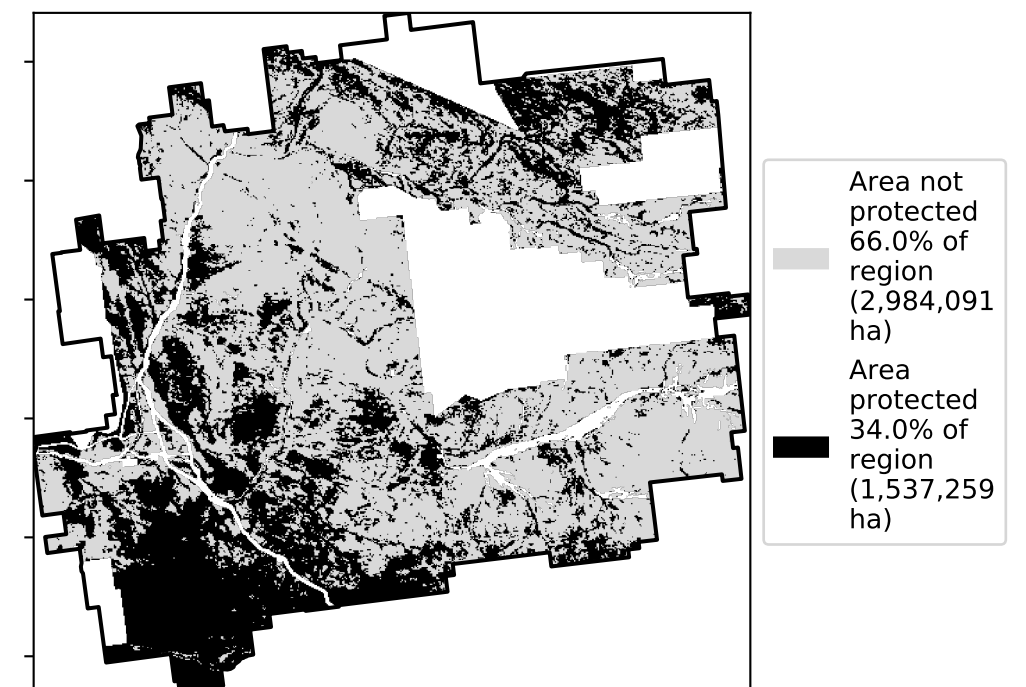 Area not
protected
66.0% of
region
(2,984,091
ha)
Area
protected
34.0% of
region
(1,537,259
ha)